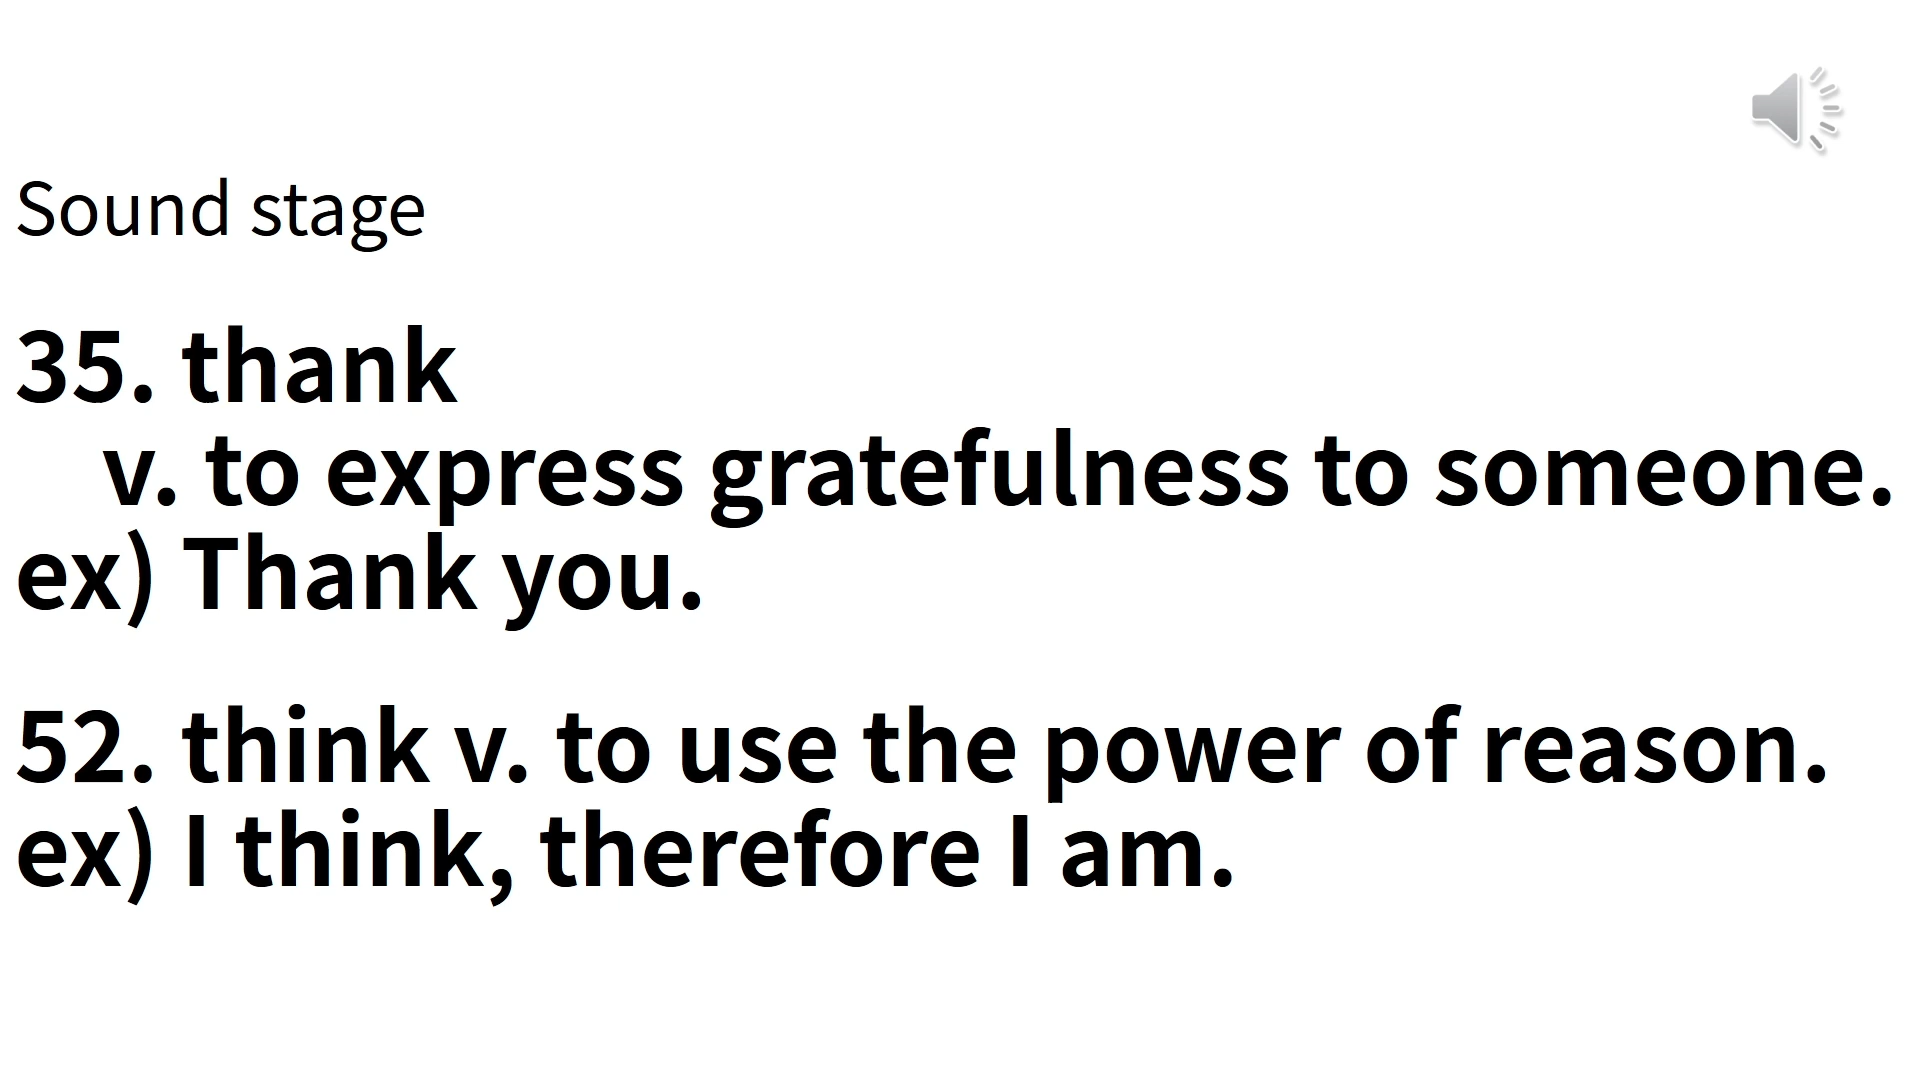 Sound stage
35. thank
v. to express gratefulness to someone.
ex) Thank you.
52. think v. to use the power of reason.
ex) I think, therefore I am.